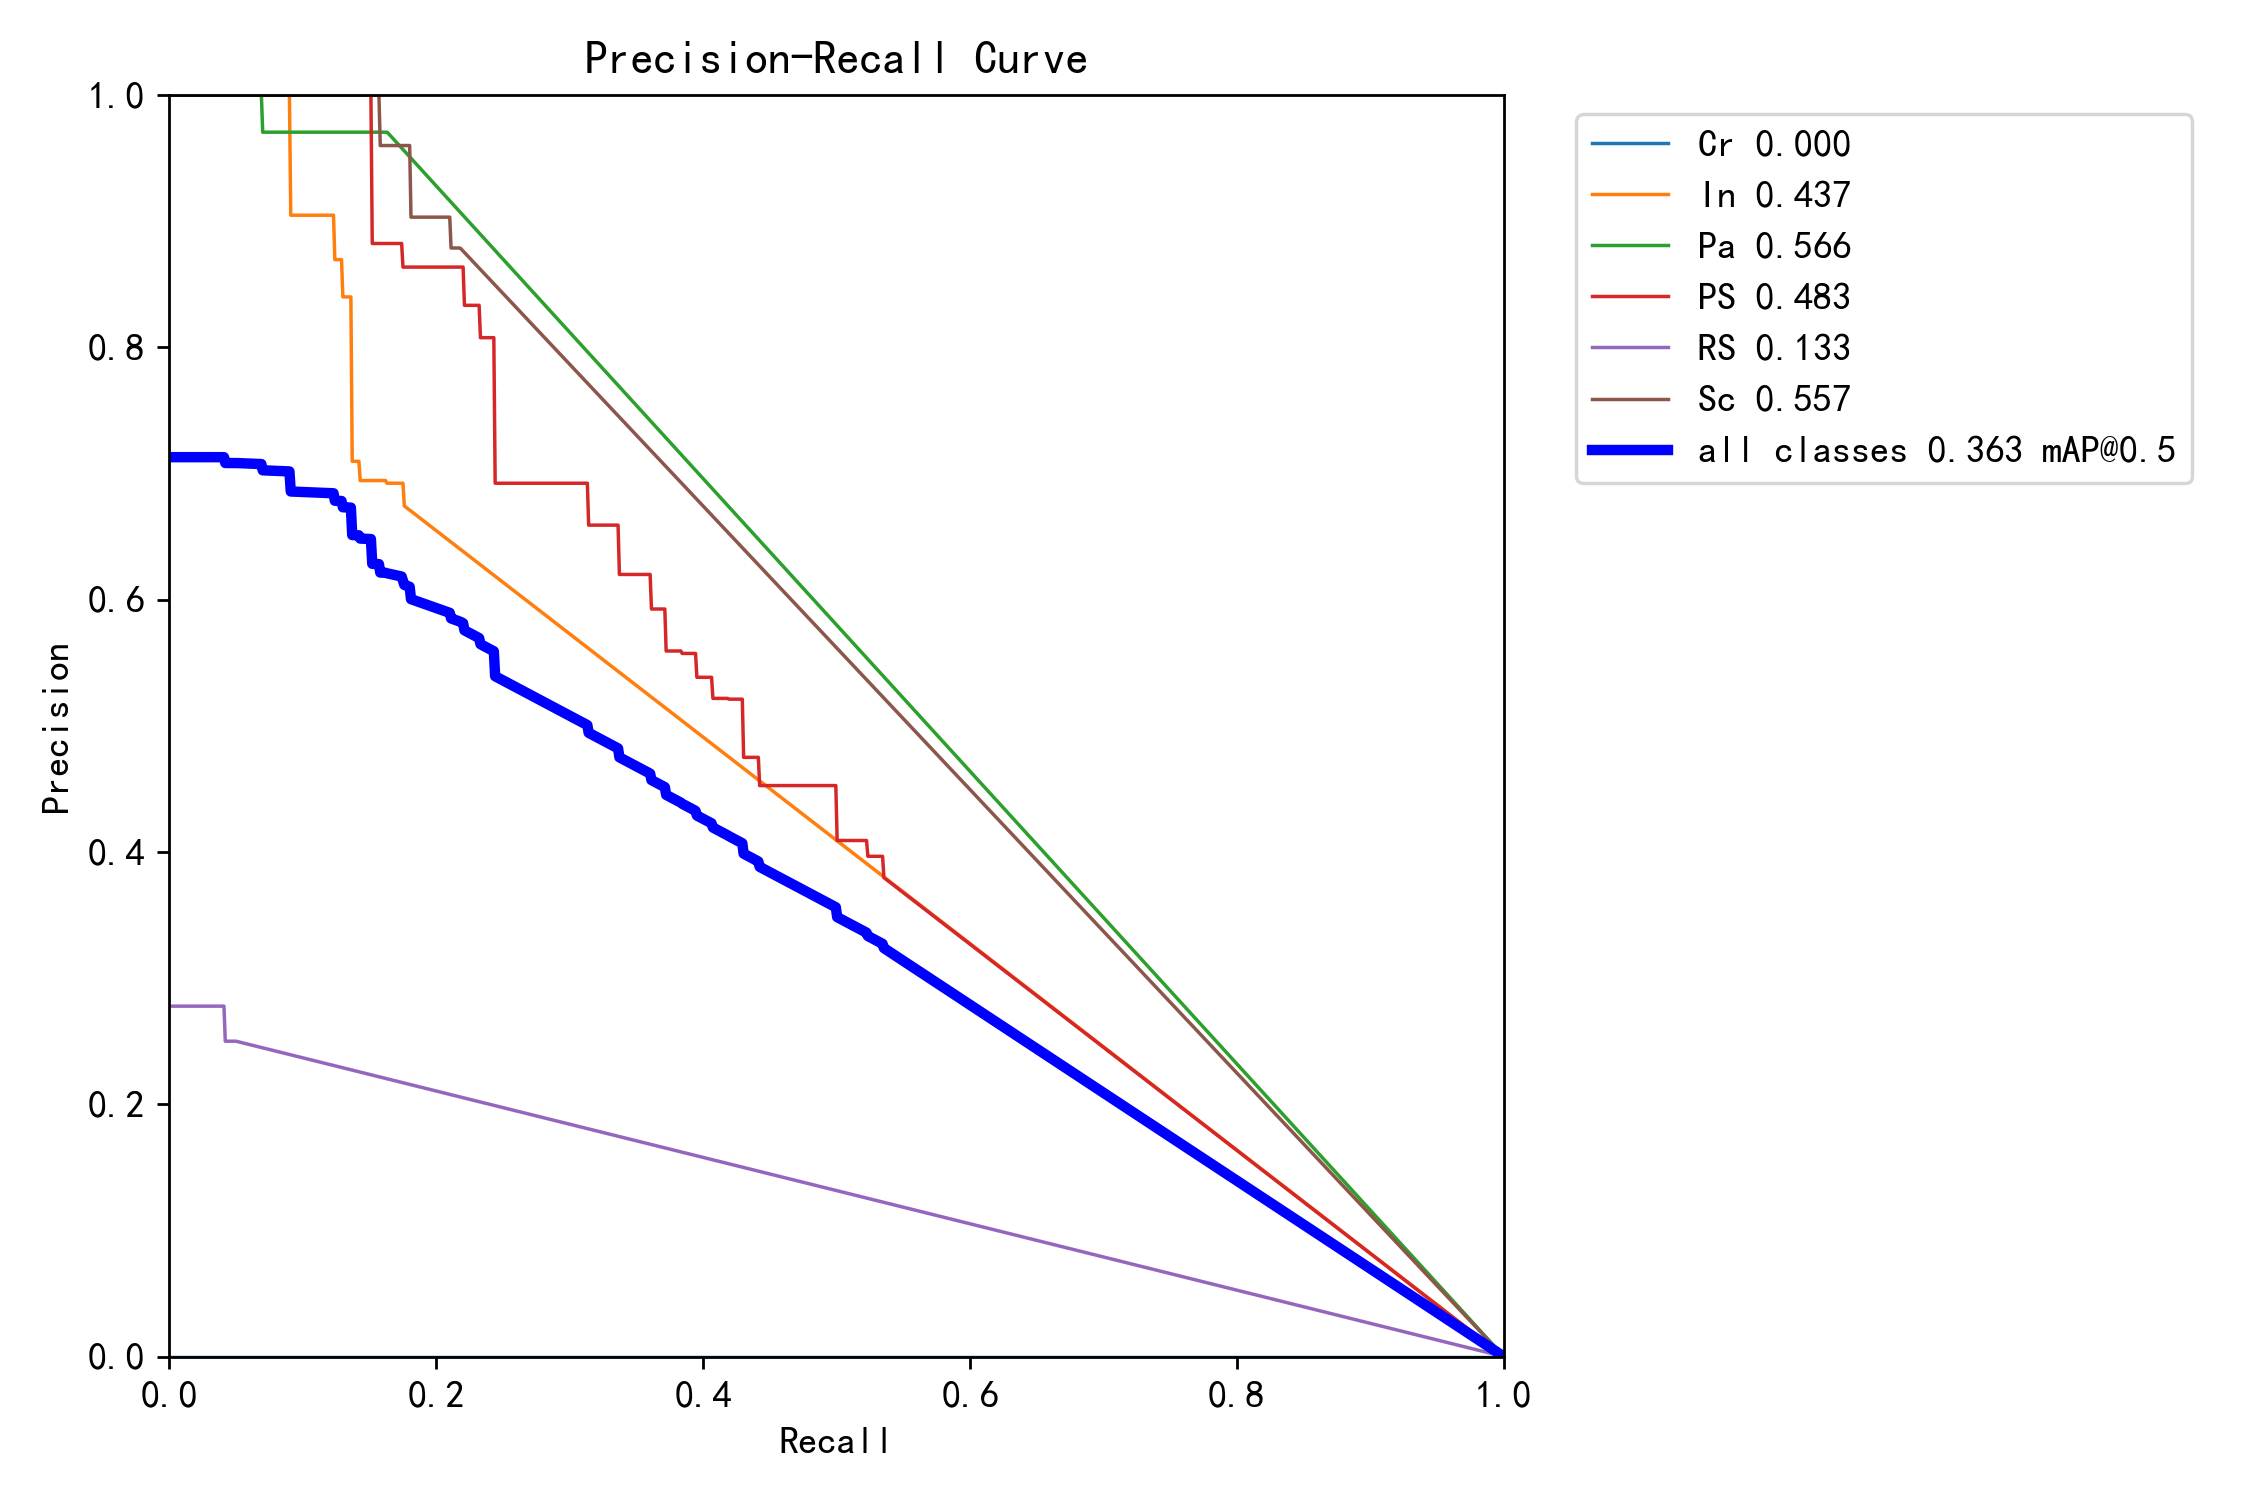 Precision-Recall Curve
1.0
0.8
0.6
0.4
0.2
0.0
Precision
0.0 0.2 0.4 0.6 0.8 1.0
Recall
Cr 0.000
In 0.437
Pa 0.566
PS 0.483
RS 0.133
Sc 0.557
all classes 0.363 mAP@0.5